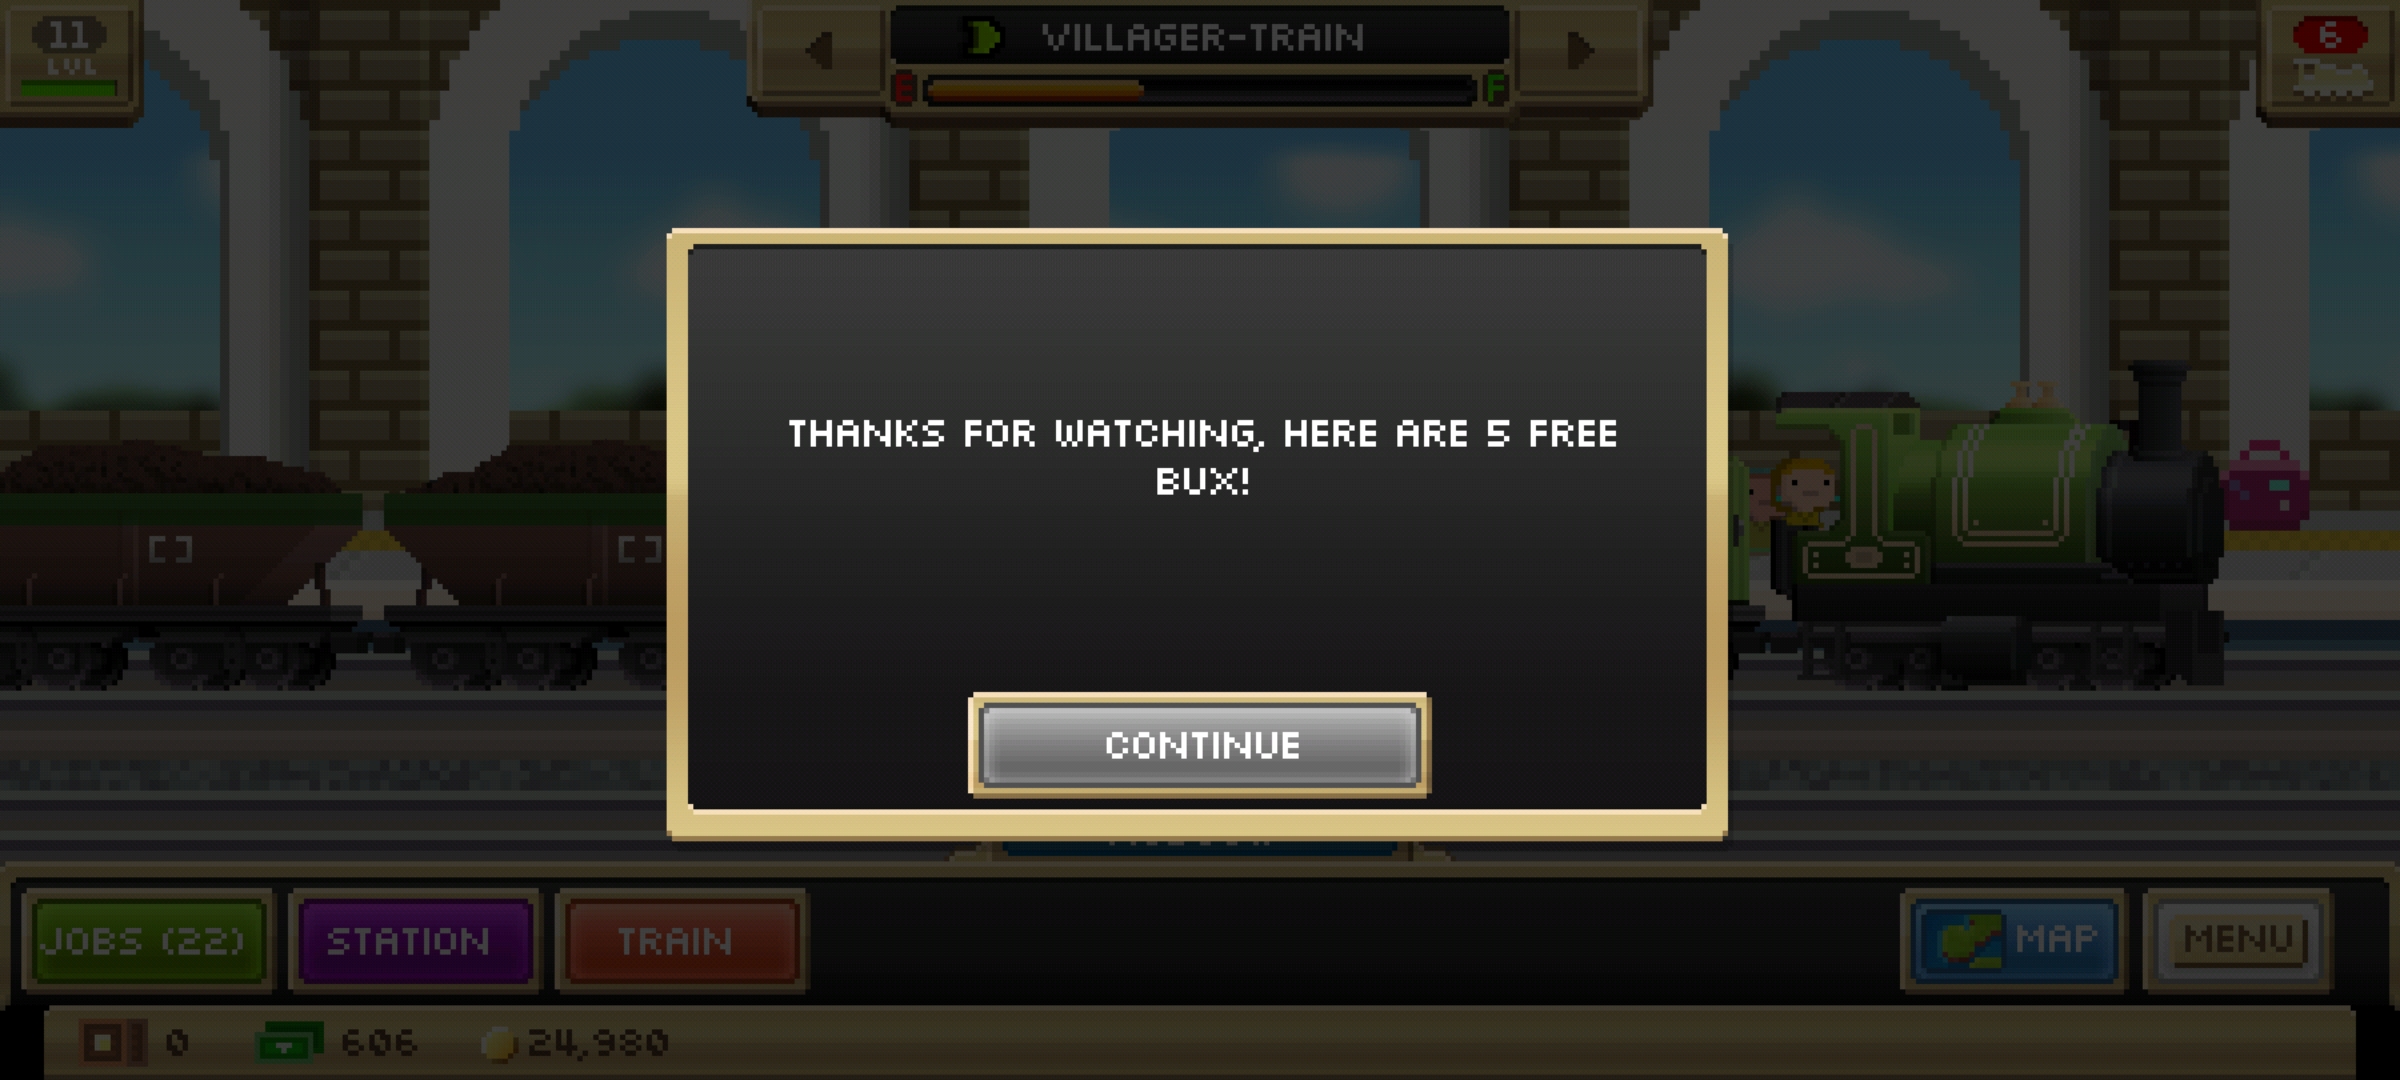 11
LVL
VILLAGER-TRAIN
E F
6
[] []
THANKS FOR WATCHING, HERE ARE 5 FREE
BUX!
CONTINUE
JOBS (22) STATION TRAIN MAP MENU
0 606 24,980